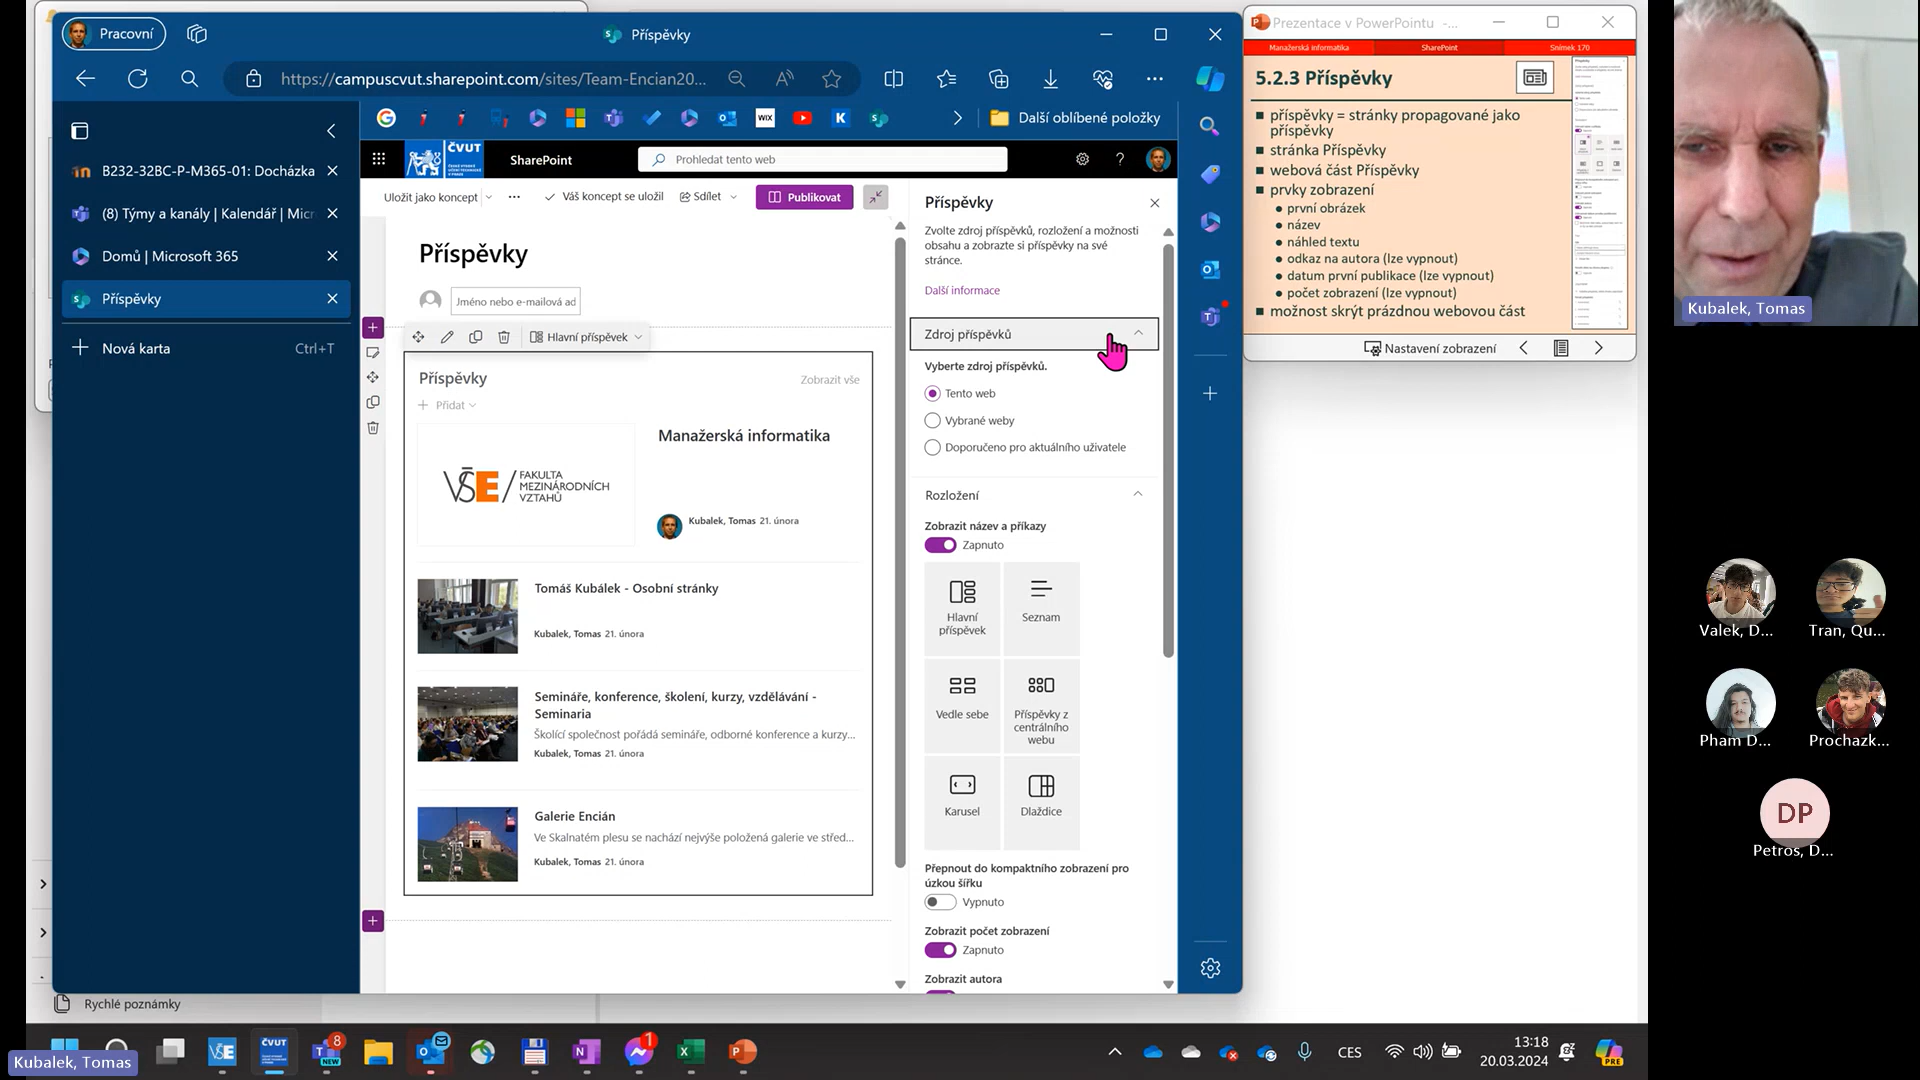 Pracovní
Příspěvky
https://campuscvut.sharepoint.com/sites/Team-Encian20...
B232-32BC-P-M365-01: Docházka
(8) Týmy a kanály | Kalendář | Micr
Domů | Microsoft 365
Příspěvky
Nová karta
Ctrl+T
WIX
K
Další oblíbené položky
ČVUT
SharePoint
Prohledat tento web
Uložit jako koncept
Váš koncept se uložil
Sdílet
Publikovat
Příspěvky
Jméno nebo e-mailová ad
Hlavní příspěvek
Příspěvky
Zobrazit vše
Přidat
VŠE
FAKULTA
MEZINÁRODNÍCH
VZTAHŮ
Manažerská informatika
Kubalek, Tomas 21. února
Tomáš Kubálek - Osobní stránky
Kubalek, Tomas 21. února
Semináře, konference, školení, kurzy, vzdělávání -
Seminaria
Školící společnost pořádá semináře, odborné konference a kurzy...
Kubalek, Tomas 21. února
Galerie Encián
Ve Skalnatém plesu se nachází nejvýše položená galerie ve střed...
Kubalek, Tomas 21. února
Příspěvky
Zvolte zdroj příspěvků, rozložení a možnosti
obsahu a zobrazte si příspěvky na své
stránce.
Další informace
Zdroj příspěvků
Vyberte zdroj příspěvků.
Tento web
Vybrané weby
Doporučeno pro aktuálního uživatele
Rozložení
Zobrazit název a příkazy
Zapnuto
Hlavní
příspěvek
Seznam
Vedle sebe
Příspěvky z
centrálního
webu
Karusel
Dlaždice
Přepnout do kompaktního zobrazení pro
úzkou šířku
Vypnuto
Zobrazit počet zobrazení
Zapnuto
Zobrazit autora
Prezentace v PowerPointu -...
Manažerská informatika
SharePoint
Snímek 170
5.2.3 Příspěvky
příspěvky = stránky propagované jako
příspěvky
stránka Příspěvky
webová část Příspěvky
prvky zobrazení
první obrázek
název
náhled textu
odkaz na autora (lze vypnout)
datum první publikace (lze vypnout)
počet zobrazení (lze vypnout)
možnost skrýt prázdnou webovou část
Nastavení zobrazení
Kubalek, Tomas
Valek, D...
Tran, Qu...
Pham D...
Prochazk...
DP
Petros, D...
Rychlé poznámky
Kubalek, Tomas
VŠE
ČVUT
8
NEW
1
CES
13:18
20.03.2024
PRE